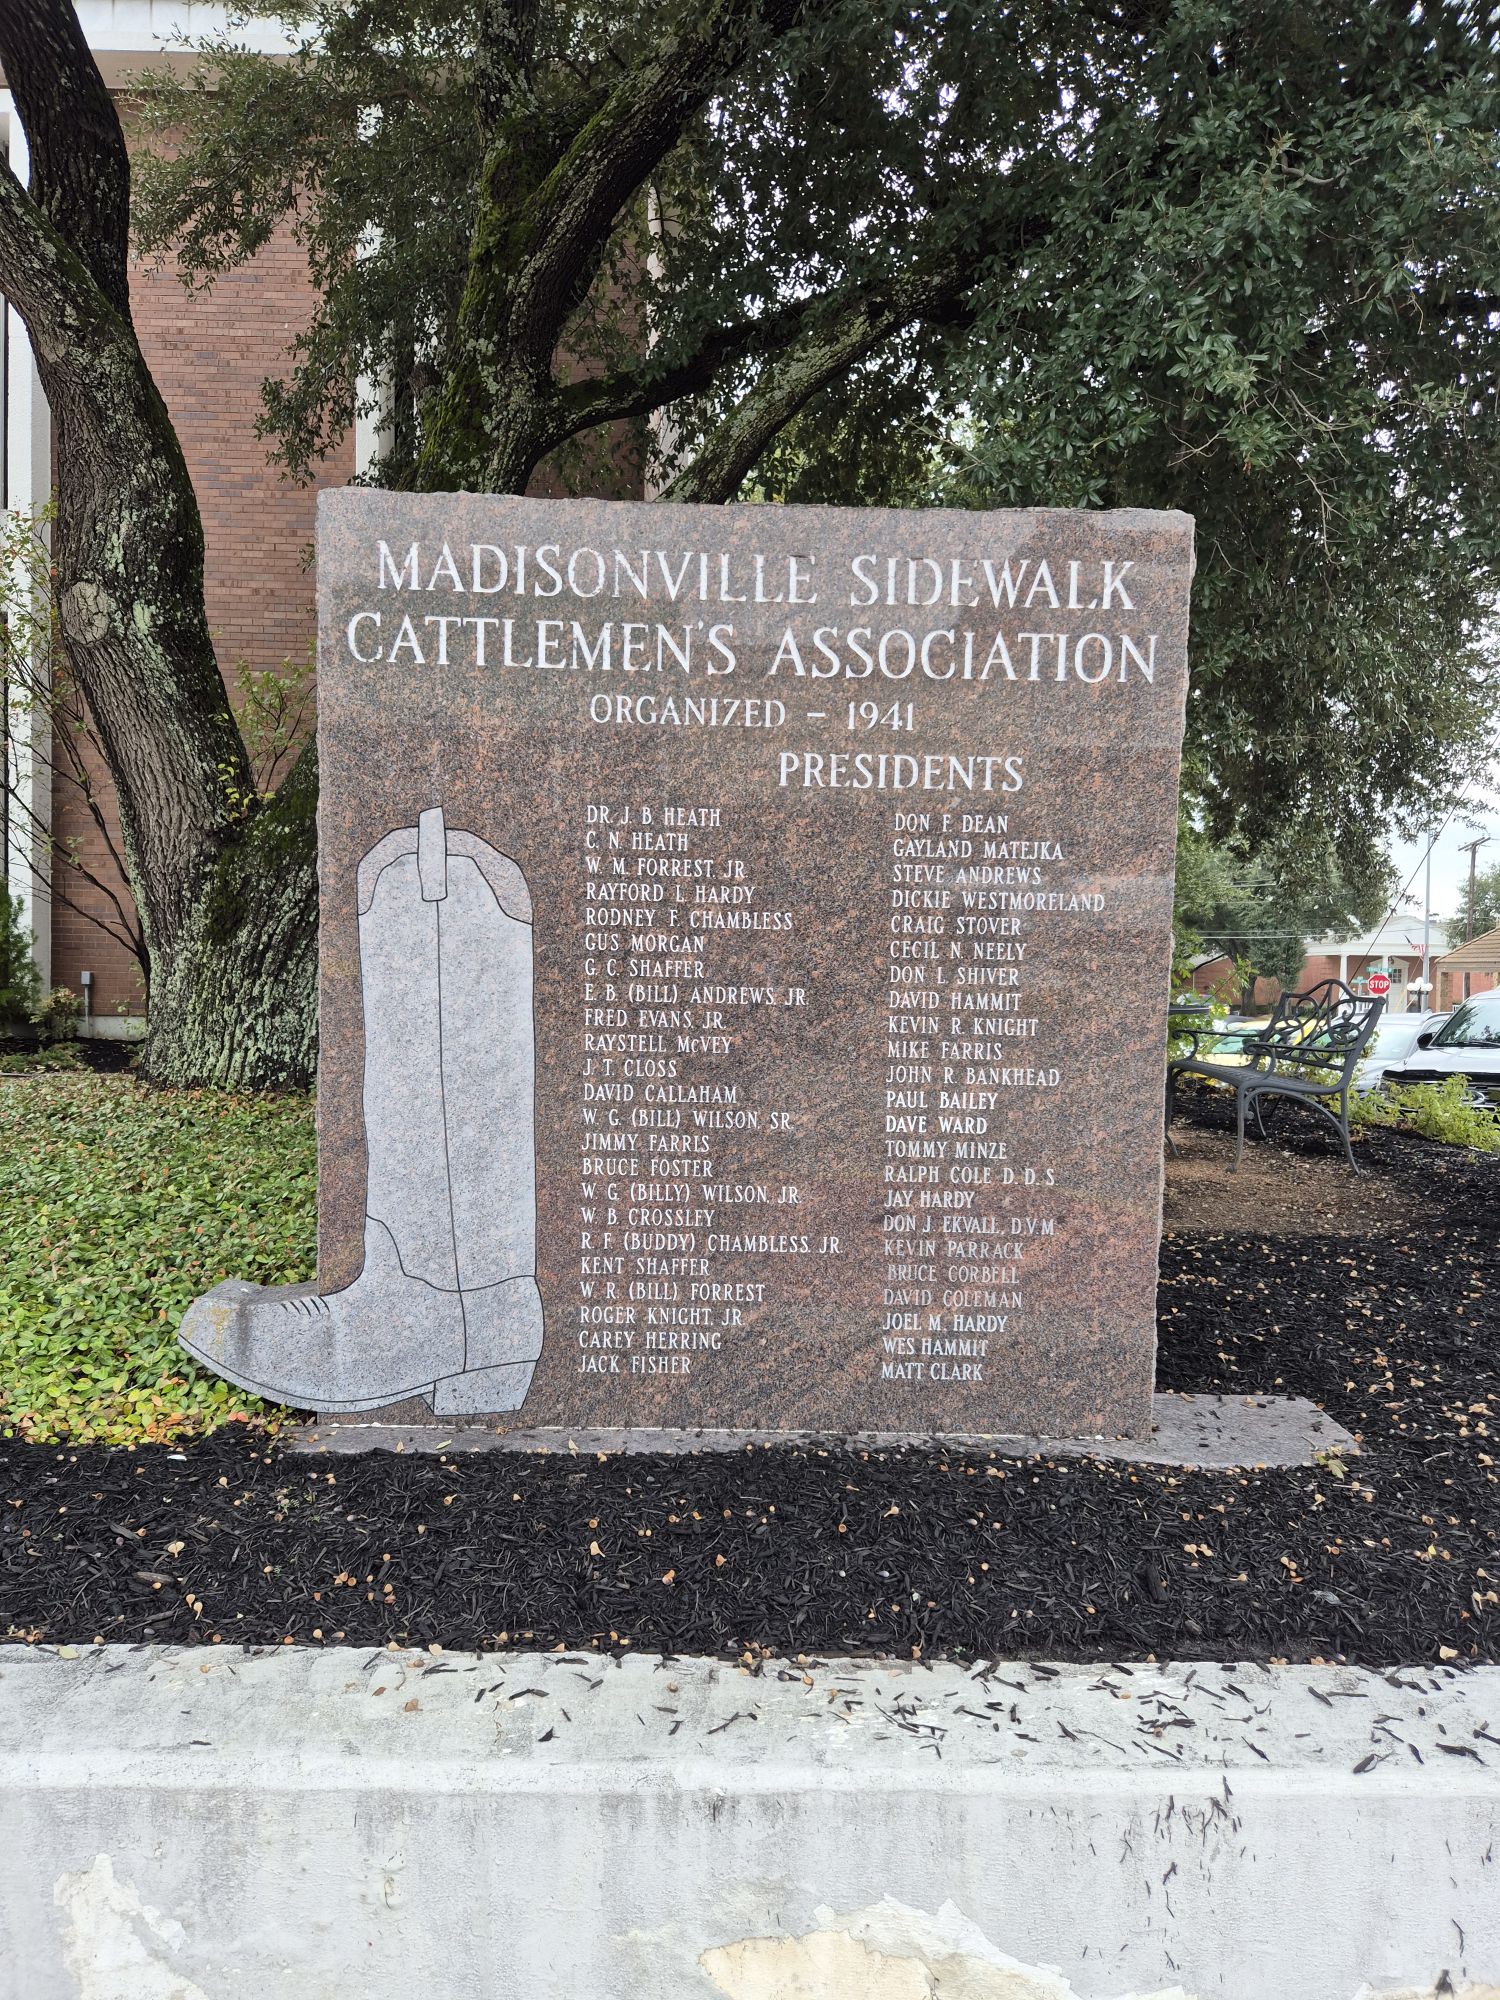 MADISONVILLE SIDEWALK
CATTLEMEN'S ASSOCIATION
ORGANIZED – 1941
PRESIDENTS
DR. J. B. HEATH
C. N. HEATH
W. M. FORREST, JR.
RAYFORD L. HARDY
RODNEY F. CHAMBLESS
GUS MORGAN
G. C. SHAFFER
E. B. (BILL) ANDREWS, JR.
FRED EVANS, JR.
RAYSTELL McVEY
J. T. CLOSS
DAVID CALLAHAM
W. G. (BILL) WILSON, SR.
JIMMY FARRIS
BRUCE FOSTER
W. G. (BILLY) WILSON, JR.
W. B. CROSSLEY
R. F. (BUDDY) CHAMBLESS, JR.
KENT SHAFFER
W. R. (BILL) FORREST
ROGER KNIGHT, JR.
CAREY HERRING
JACK FISHER
DON F. DEAN
GAYLAND MATEJKA
STEVE ANDREWS
DICKIE WESTMORELAND
CRAIG STOVER
CECIL N. NEELY
DON L. SHIVER
DAVID HAMMIT
KEVIN R. KNIGHT
MIKE FARRIS
JOHN R. BANKHEAD
PAUL BAILEY
DAVE WARD
TOMMY MINZE
RALPH COLE D.D.S.
JAY HARDY
DON J. EKVALL, D.V.M
KEVIN PARRACK
BRUCE CORBELL
DAVID COLEMAN
JOEL M. HARDY
WES HAMMIT
MATT CLARK
STOP